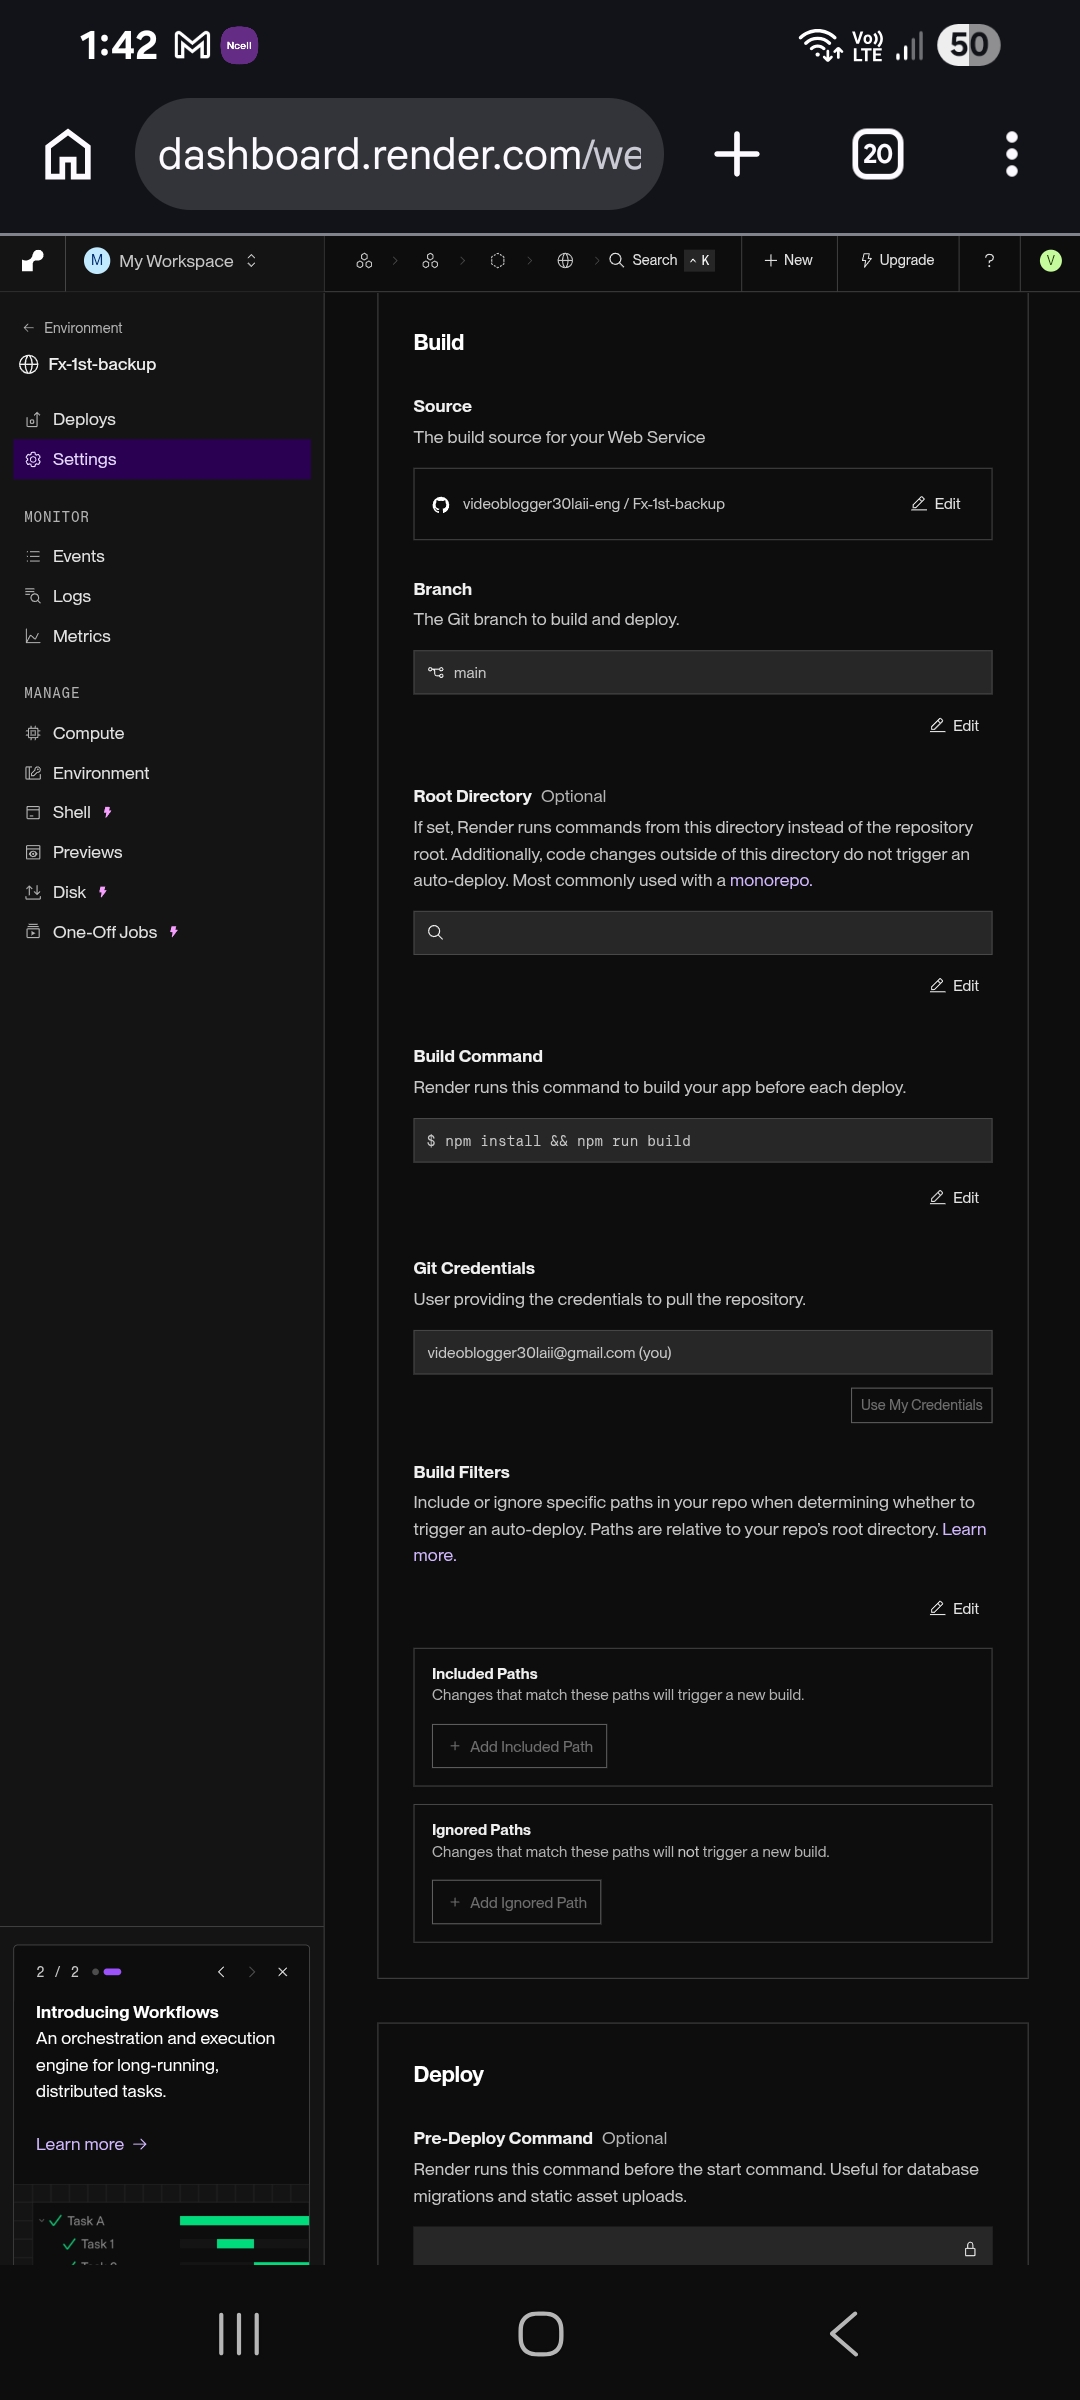 1:42
Ncell
Vo)) LTE
50
dashboard.render.com/we
20
M My Workspace
Search ^ K
+ New
Upgrade
?
V
← Environment
Fx-1st-backup
Deploys
Settings
MONITOR
Events
Logs
Metrics
MANAGE
Compute
Environment
Shell
Previews
Disk
One-Off Jobs
2 / 2
Introducing Workflows
An orchestration and execution
engine for long-running,
distributed tasks.
Learn more →
Task A
Task 1
Build
Source
The build source for your Web Service
videoblogger30laii-eng / Fx-1st-backup
Edit
Branch
The Git branch to build and deploy.
main
Edit
Root Directory Optional
If set, Render runs commands from this directory instead of the repository
root. Additionally, code changes outside of this directory do not trigger an
auto-deploy. Most commonly used with a monorepo.
Edit
Build Command
Render runs this command to build your app before each deploy.
$ npm install && npm run build
Edit
Git Credentials
User providing the credentials to pull the repository.
videoblogger30laii@gmail.com (you)
Use My Credentials
Build Filters
Include or ignore specific paths in your repo when determining whether to
trigger an auto-deploy. Paths are relative to your repo's root directory. Learn
more.
Edit
Included Paths
Changes that match these paths will trigger a new build.
+ Add Included Path
Ignored Paths
Changes that match these paths will not trigger a new build.
+ Add Ignored Path
Deploy
Pre-Deploy Command Optional
Render runs this command before the start command. Useful for database
migrations and static asset uploads.